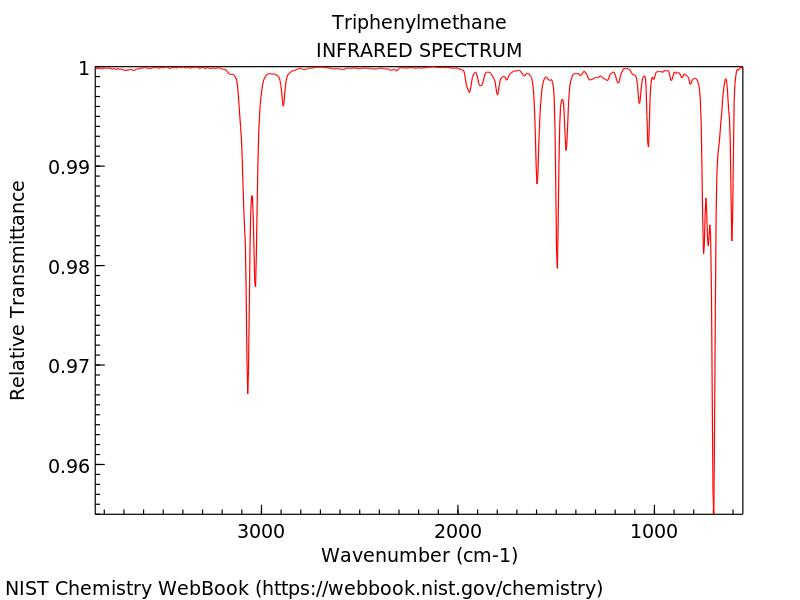 Triphenylmethane
INFRARED SPECTRUM
1
0.99
0.98
0.97
0.96
Relative Transmittance
3000 2000 1000
Wavenumber (cm-1)
NIST Chemistry WebBook (https://webbook.nist.gov/chemistry)